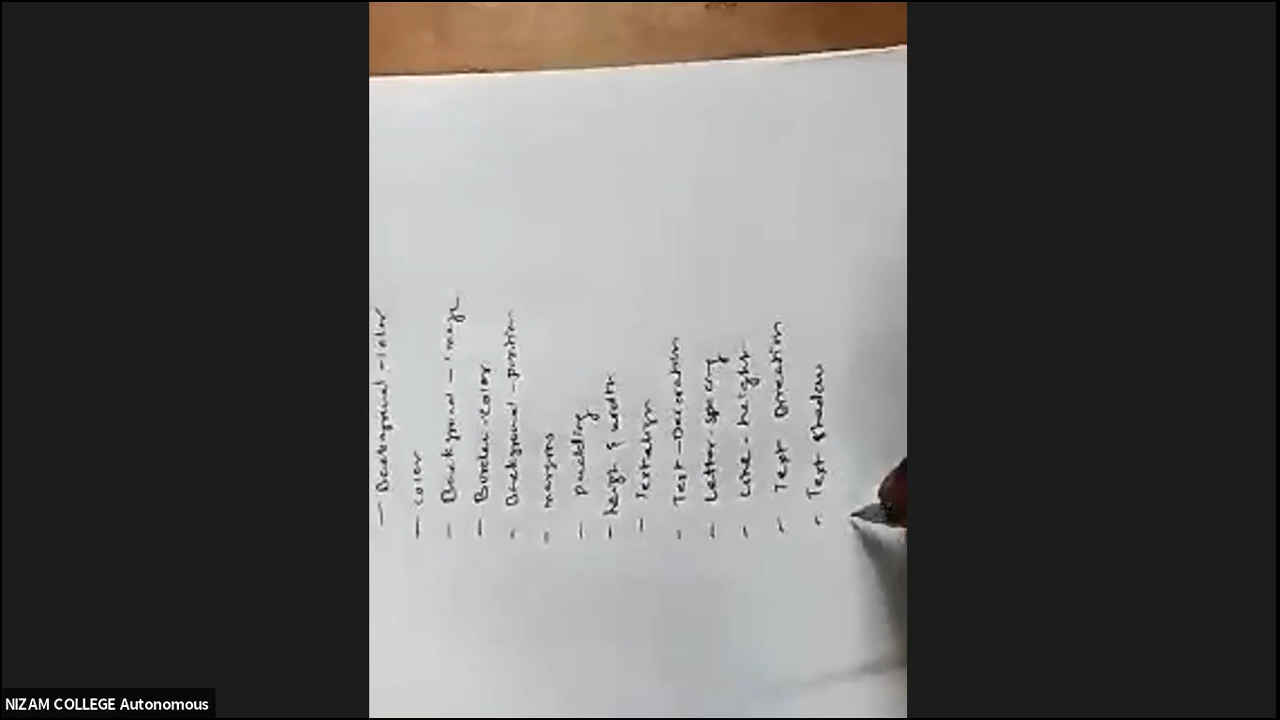 - Background-color
- color
- Background-image
- Border-color
- Background-position
- margins
- padding
- heigh & width
- Textalign
- Text-Decoration
- Letter-spacing
- Line-height
- Text Direction
- Text Shadow
NIZAM COLLEGE Autonomous